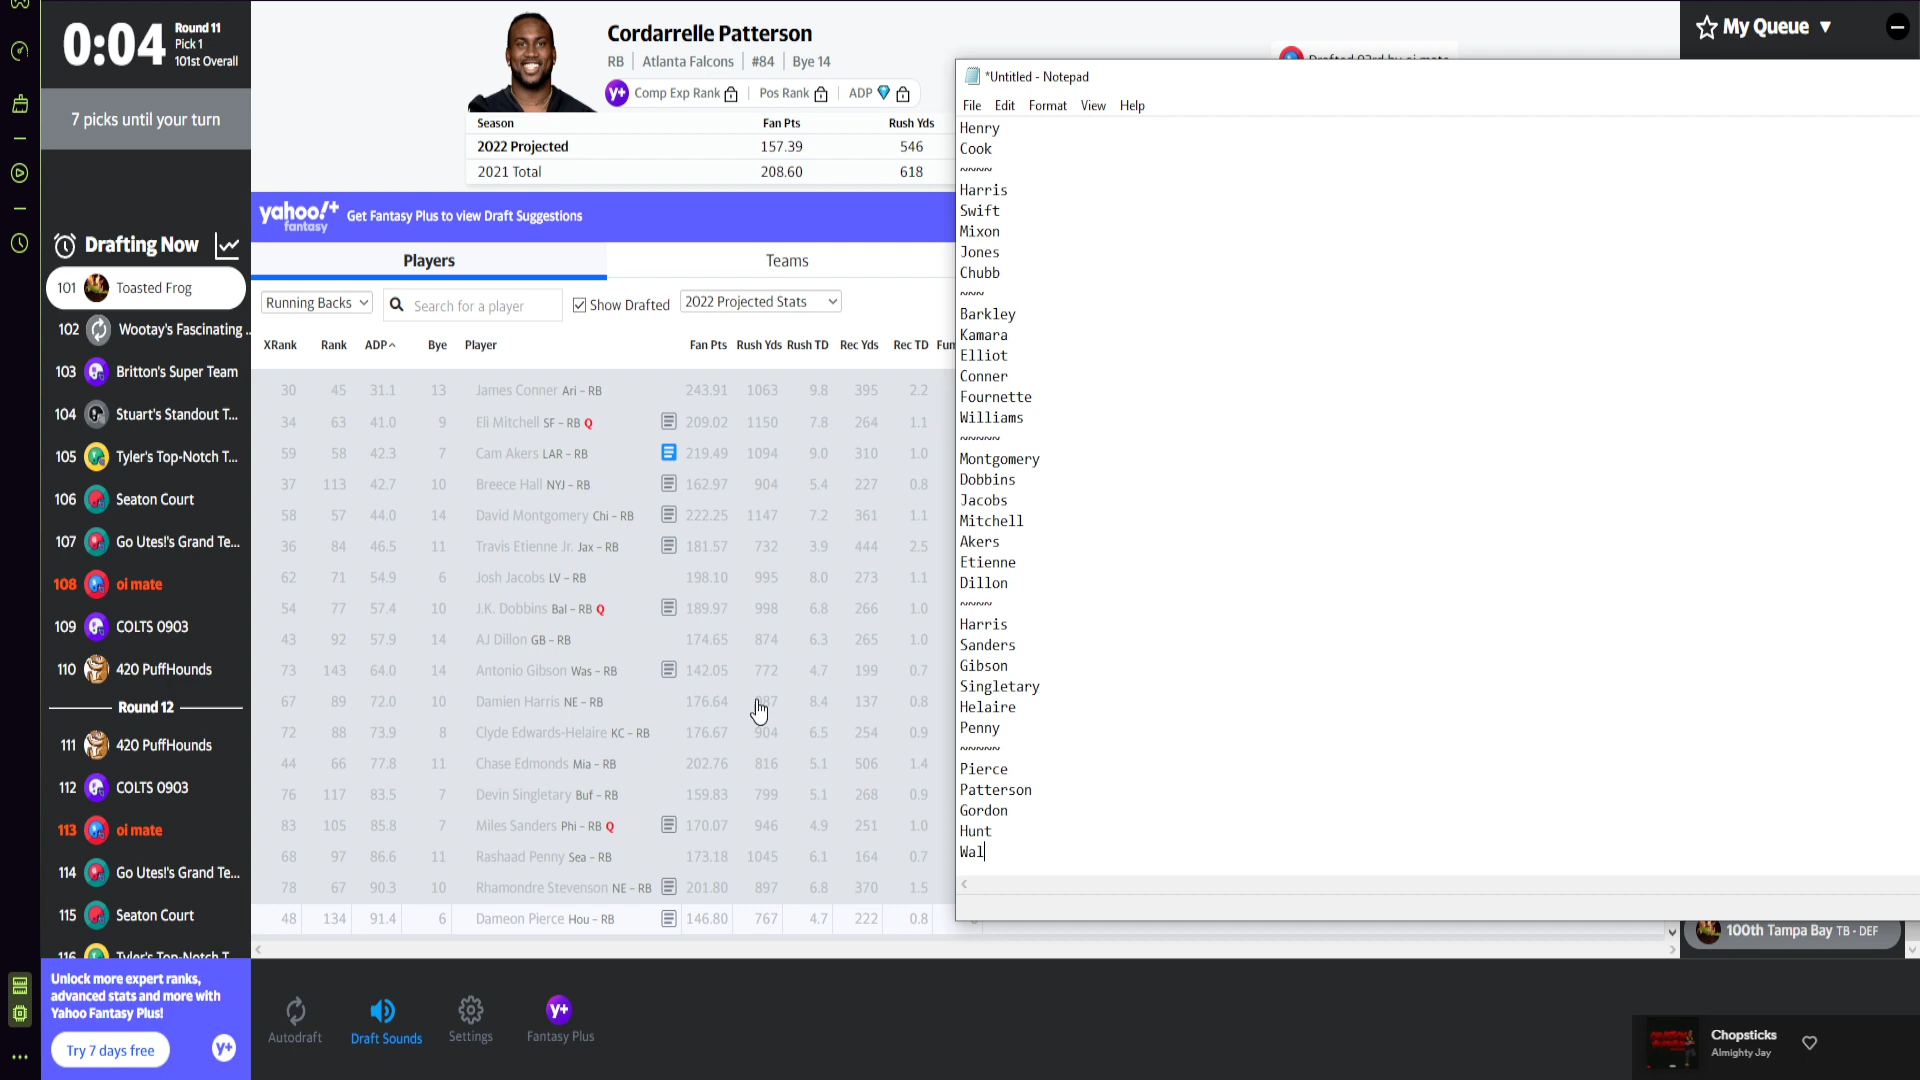 0:04 Round 11
Pick 1
101st Overall
7 picks until your turn
Drafting Now
101 Toasted Frog
102 Wootay's Fascinating ..
103 Britton's Super Team
104 Stuart's Standout T...
105 Tyler's Top-Notch T...
106 Seaton Court
107 Go Utes!'s Grand Te...
108 oi mate
109 COLTS 0903
110 420 PuffHounds
Round 12
111 420 PuffHounds
112 COLTS 0903
113 oi mate
114 Go Utes!'s Grand Te...
115 Seaton Court
116 Tyler's Top-Notch T...
Unlock more expert ranks,
advanced stats and more with
Yahoo Fantasy Plus!
Try 7 days free y+
Cordarrelle Patterson
RB Atlanta Falcons #84 Bye 14
y+ Comp Exp Rank Pos Rank ADP
Season Fan Pts Rush Yds
2022 Projected 157.39 546
2021 Total 208.60 618
yahoo!+ fantasy Get Fantasy Plus to view Draft Suggestions
Players Teams
Running Backs Search for a player Show Drafted 2022 Projected Stats
XRank Rank ADP Bye Player Fan Pts Rush Yds Rush TD Rec Yds Rec TD Fum
30 45 31.1 13 James Conner Ari - RB 243.91 1063 9.8 395 2.2
34 63 41.0 9 Eli Mitchell SF - RB Q 209.02 1150 7.8 264 1.1
59 58 42.3 7 Cam Akers LAR - RB 219.49 1094 9.0 310 1.0
37 113 42.7 10 Breece Hall NYJ - RB 162.97 904 5.4 227 0.8
58 57 44.0 14 David Montgomery Chi - RB 222.25 1147 7.2 361 1.1
36 84 46.5 11 Travis Etienne Jr. Jax - RB 181.57 732 3.9 444 2.5
62 71 54.9 6 Josh Jacobs LV - RB 198.10 995 8.0 273 1.1
54 77 57.4 10 J.K. Dobbins Bal - RB Q 189.97 998 6.8 266 1.0
43 92 57.9 14 AJ Dillon GB - RB 174.65 874 6.3 265 1.0
73 143 64.0 14 Antonio Gibson Was - RB 142.05 772 4.7 199 0.7
67 89 72.0 10 Damien Harris NE - RB 176.64 8.4 137 0.8
72 88 73.9 8 Clyde Edwards-Helaire KC - RB 176.67 904 6.5 254 0.9
44 66 77.8 11 Chase Edmonds Mia - RB 202.76 816 5.1 506 1.4
76 117 83.5 7 Devin Singletary Buf - RB 159.83 799 5.1 268 0.9
83 105 85.8 7 Miles Sanders Phi - RB Q 170.07 946 4.9 251 1.0
68 97 86.6 11 Rashaad Penny Sea - RB 173.18 1045 6.1 164 0.7
78 67 90.3 10 Rhamondre Stevenson NE - RB 201.80 897 6.8 370 1.5
48 134 91.4 6 Dameon Pierce Hou - RB 146.80 767 4.7 222 0.8
Autodraft Draft Sounds Settings Fantasy Plus
My Queue
*Untitled - Notepad
File Edit Format View Help
Henry
Cook
~~~~
Harris
Swift
Mixon
Jones
Chubb
~~~
Barkley
Kamara
Elliot
Conner
Fournette
Williams
~~~~~
Montgomery
Dobbins
Jacobs
Mitchell
Akers
Etienne
Dillon
~~~~
Harris
Sanders
Gibson
Singletary
Helaire
Penny
~~~~~
Pierce
Patterson
Gordon
Hunt
Wal
100th Tampa Bay TB - DEF
Chopsticks
Almighty Jay